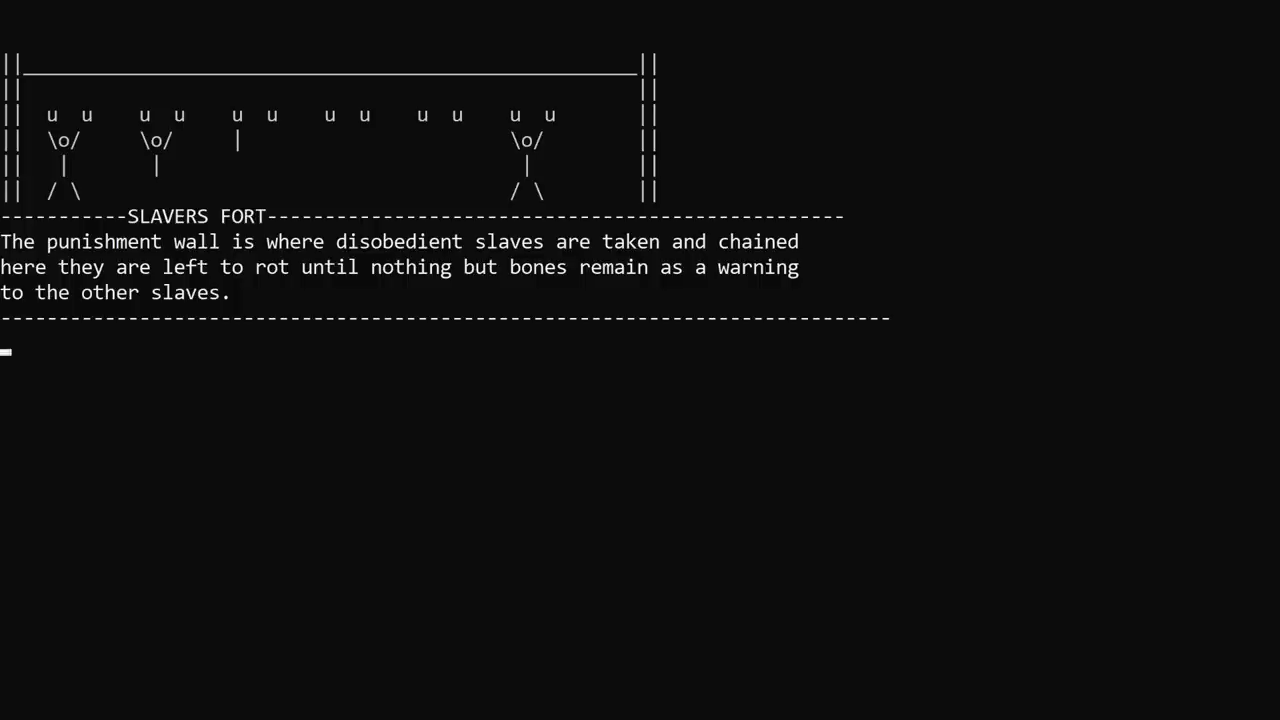 ||_____________________________________________________||
||                                                     ||
||  u  u    u  u    u  u    u  u    u  u    u  u       ||
||  \o/     \o/     |                       \o/        ||
||   |       |                               |         ||
||  / \                                     / \        ||
-----------SLAVERS FORT--------------------------------------------------
The punishment wall is where disobedient slaves are taken and chained
here they are left to rot until nothing but bones remain as a warning
to the other slaves.
-----------------------------------------------------------------------------